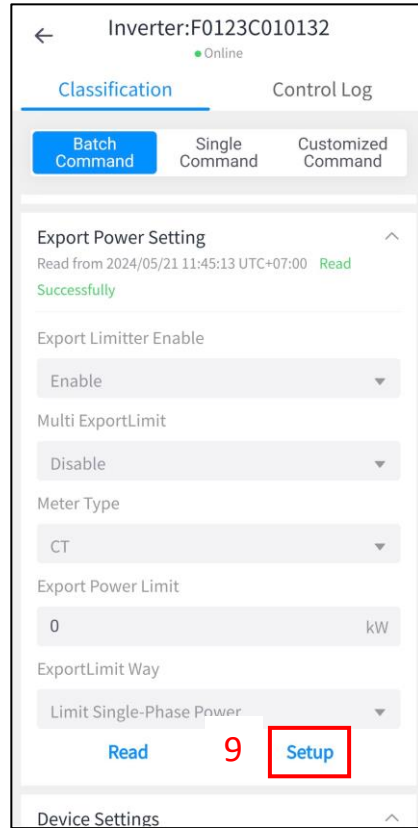 Inverter:F0123C010132
Online
Classification
Control Log
Batch
Command
Single
Command
Customized
Command
Export Power Setting
Read from 2024/05/21 11:45:13 UTC+07:00 Read
Successfully
Export Limitter Enable
Enable
Multi ExportLimit
Disable
Meter Type
CT
Export Power Limit
0 kW
ExportLimit Way
Limit Single-Phase Power
Read 9 Setup
Device Settings